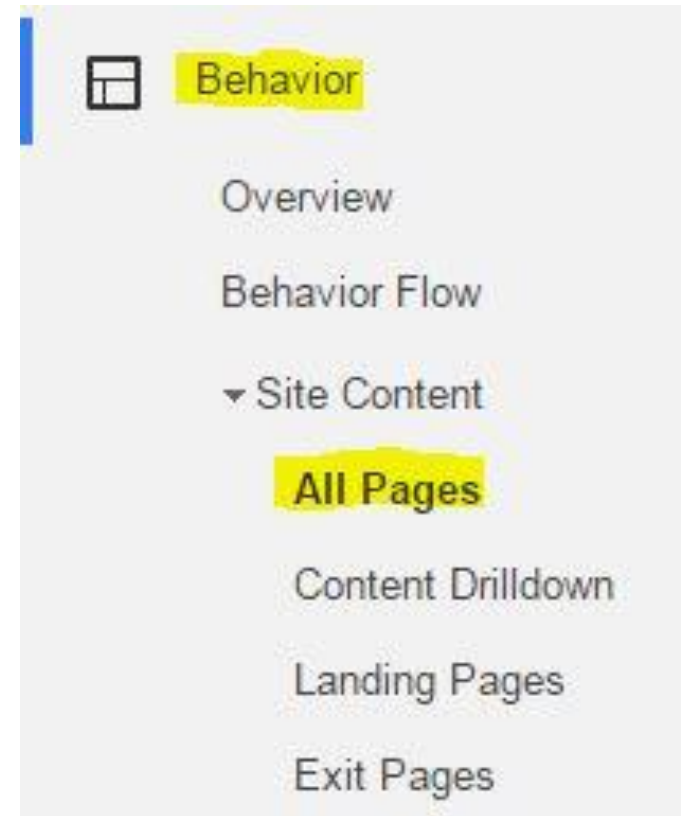 Behavior
Overview
Behavior Flow
Site Content
All Pages
Content Drilldown
Landing Pages
Exit Pages